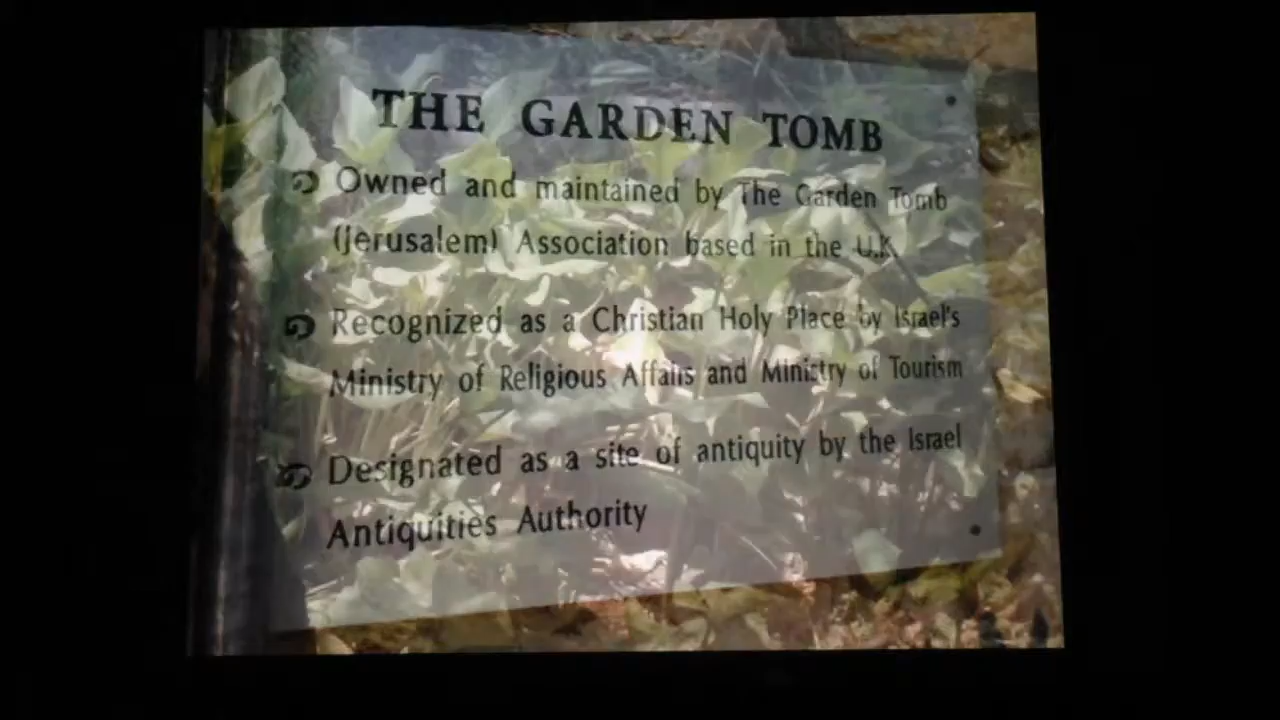 THE GARDEN TOMB
Owned and maintained by The Garden Tomb
(Jerusalem) Association based in the U.K.
Recognized as a Christian Holy Place by Israel's
Ministry of Religious Affairs and Ministry of Tourism
Designated as a site of antiquity by the Israel
Antiquities Authority